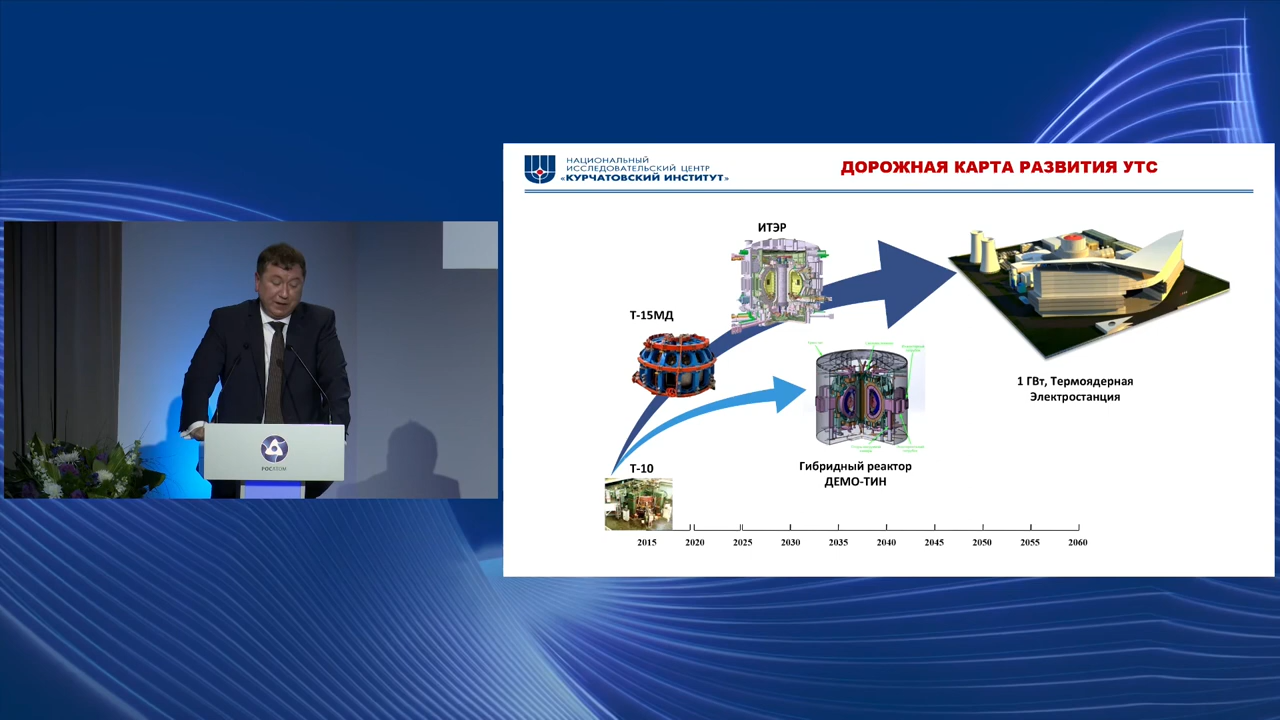 НАЦИОНАЛЬНЫЙ
ИССЛЕДОВАТЕЛЬСКИЙ ЦЕНТР
«КУРЧАТОВСКИЙ ИНСТИТУТ»
ДОРОЖНАЯ КАРТА РАЗВИТИЯ УТС
ИТЭР
Т-15МД
1 ГВт, Термоядерная
Электростанция
Гибридный реактор
ДЕМО-ТИН
Т-10
2015 2020 2025 2030 2035 2040 2045 2050 2055 2060
РОСАТОМ